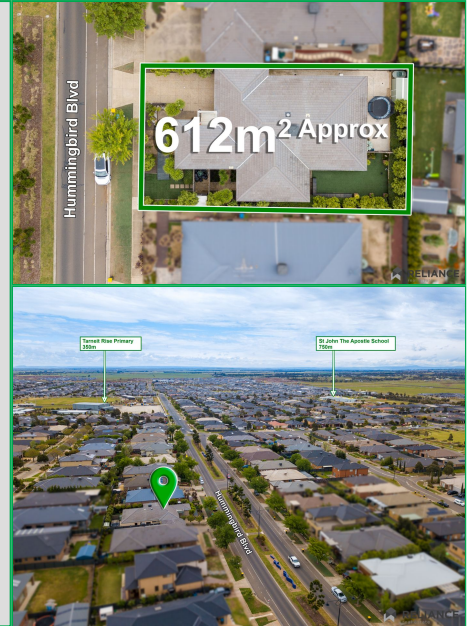 Hummingbird Blvd
612m² Approx
RELIANCE
Tarneit Rise Primary
350m
St John The Apostle School
750m
Hummingbird Blvd
RELIANCE